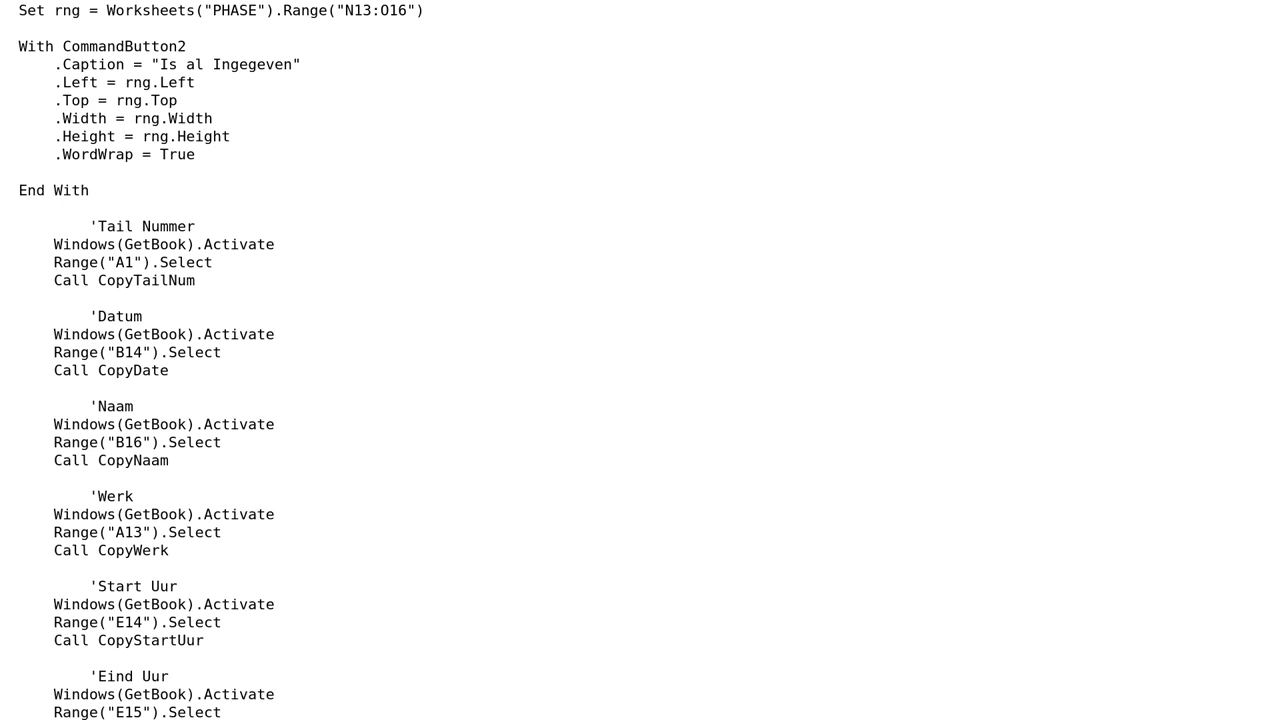 Set rng = Worksheets("PHASE").Range("N13:O16")
With CommandButton2
.Caption = "Is al Ingegeven"
.Left = rng.Left
.Top = rng.Top
.Width = rng.Width
.Height = rng.Height
.WordWrap = True
End With
'Tail Nummer
Windows(GetBook).Activate
Range("A1").Select
Call CopyTailNum
'Datum
Windows(GetBook).Activate
Range("B14").Select
Call CopyDate
'Naam
Windows(GetBook).Activate
Range("B16").Select
Call CopyNaam
'Werk
Windows(GetBook).Activate
Range("A13").Select
Call CopyWerk
'Start Uur
Windows(GetBook).Activate
Range("E14").Select
Call CopyStartUur
'Eind Uur
Windows(GetBook).Activate
Range("E15").Select